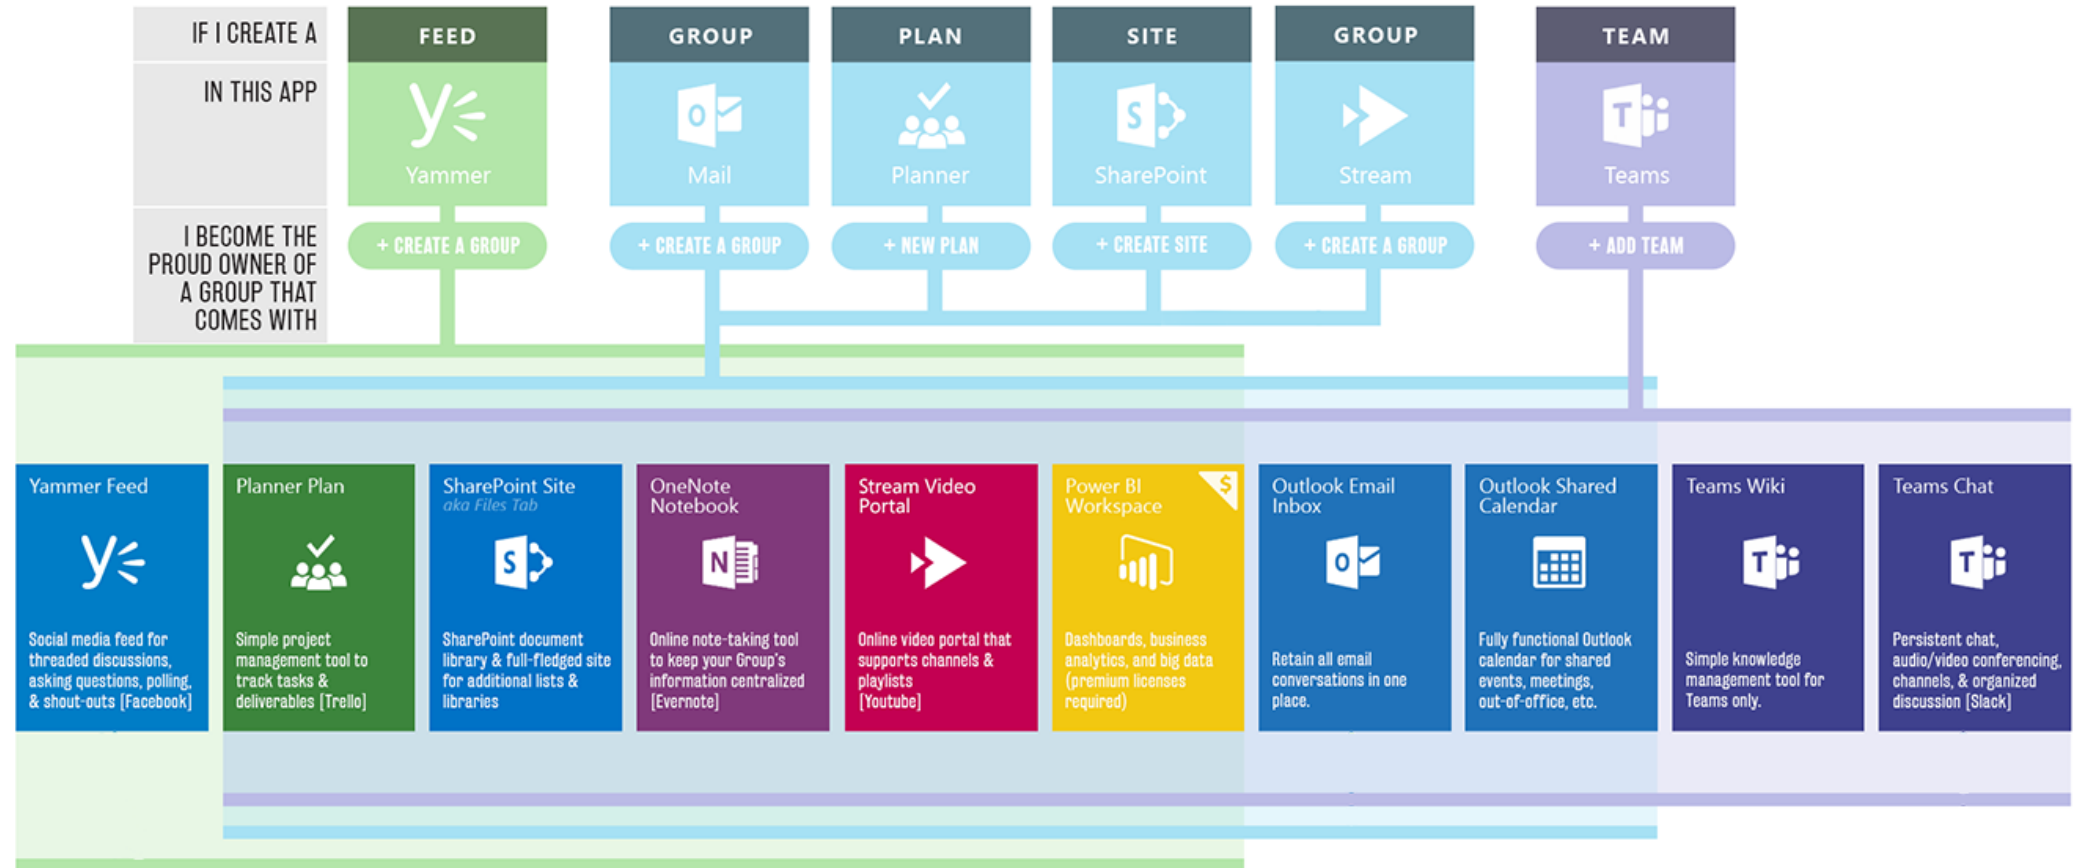 IF I CREATE A
FEED
GROUP
PLAN
SITE
GROUP
TEAM
IN THIS APP
Yammer
Mail
Planner
SharePoint
Stream
Teams
I BECOME THE
PROUD OWNER OF
A GROUP THAT
COMES WITH
+ CREATE A GROUP
+ CREATE A GROUP
+ NEW PLAN
+ CREATE SITE
+ CREATE A GROUP
+ ADD TEAM
Yammer Feed
Social media feed for
threaded discussions,
asking questions, polling,
& shout-outs [Facebook]
Planner Plan
Simple project
management tool to
track tasks &
deliverables [Trello]
SharePoint Site
aka Files Tab
S
SharePoint document
library & full-fledged site
for additional lists &
libraries
OneNote
Notebook
N
Online note-taking tool
to keep your Group's
information centralized
[Evernote]
Stream Video
Portal
Online video portal that
supports channels &
playlists
[Youtube]
Power BI
Workspace
$
Dashboards, business
analytics, and big data
(premium licenses
required)
Outlook Email
Inbox
Retain all email
conversations in one
place.
Outlook Shared
Calendar
Fully functional Outlook
calendar for shared
events, meetings,
out-of-office, etc.
Teams Wiki
T
Simple knowledge
management tool for
Teams only.
Teams Chat
T
Persistent chat,
audio/video conferencing,
channels, & organized
discussion [Slack]